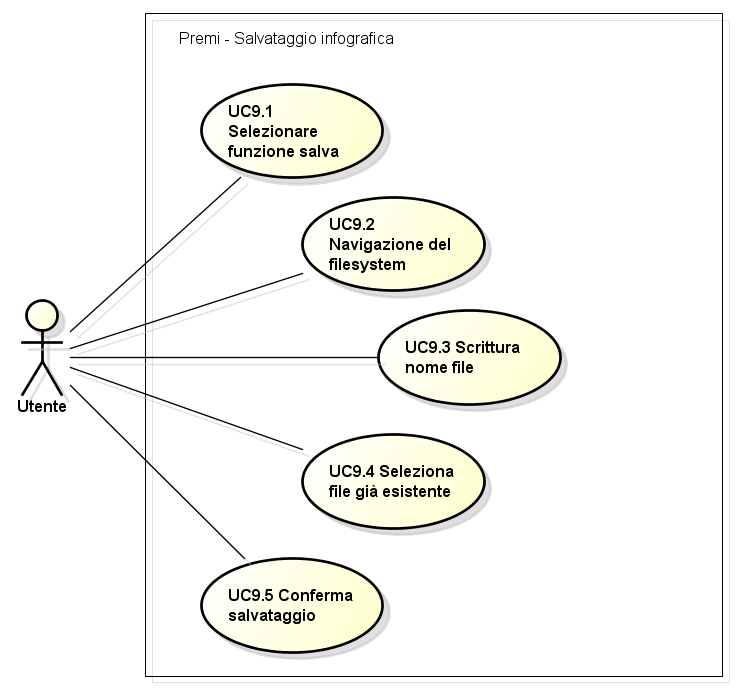 Premi - Salvataggio infografica
UC9.1
Selezionare
funzione salva
UC9.2
Navigazione del
filesystem
UC9.3 Scrittura
nome file
Utente
UC9.4 Seleziona
file già esistente
UC9.5 Conferma
salvataggio